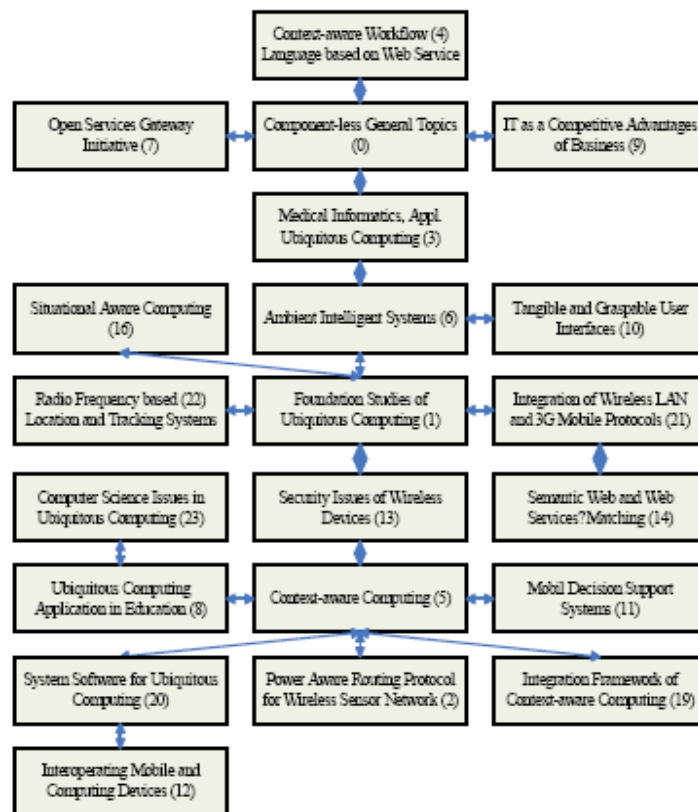 Context-aware Workflow (4)
Language based on Web Service
Open Services Gateway
Initiative (7)
Component-less General Topics
(0)
IT as a Competitive Advantages
of Business (9)
Medical Informatics, Appl.
Ubiquitous Computing (3)
Situational Aware Computing
(16)
Ambient Intelligent Systems (6)
Tangible and Graspable User
Interfaces (10)
Radio Frequency based (22)
Location and Tracking Systems
Foundation Studies of
Ubiquitous Computing (1)
Integration of Wireless LAN
and 3G Mobile Protocols (21)
Computer Science Issues in
Ubiquitous Computing (23)
Security Issues of Wireless
Devices (13)
Semantic Web and Web
Services?Matching (14)
Ubiquitous Computing
Application in Education (8)
Context-aware Computing (5)
Mobil Decision Support
Systems (11)
System Software for Ubiquitous
Computing (20)
Power Aware Routing Protocol
for Wireless Sensor Network (2)
Integration Framework of
Context-aware Computing (19)
Interoperating Mobile and
Computing Devices (12)